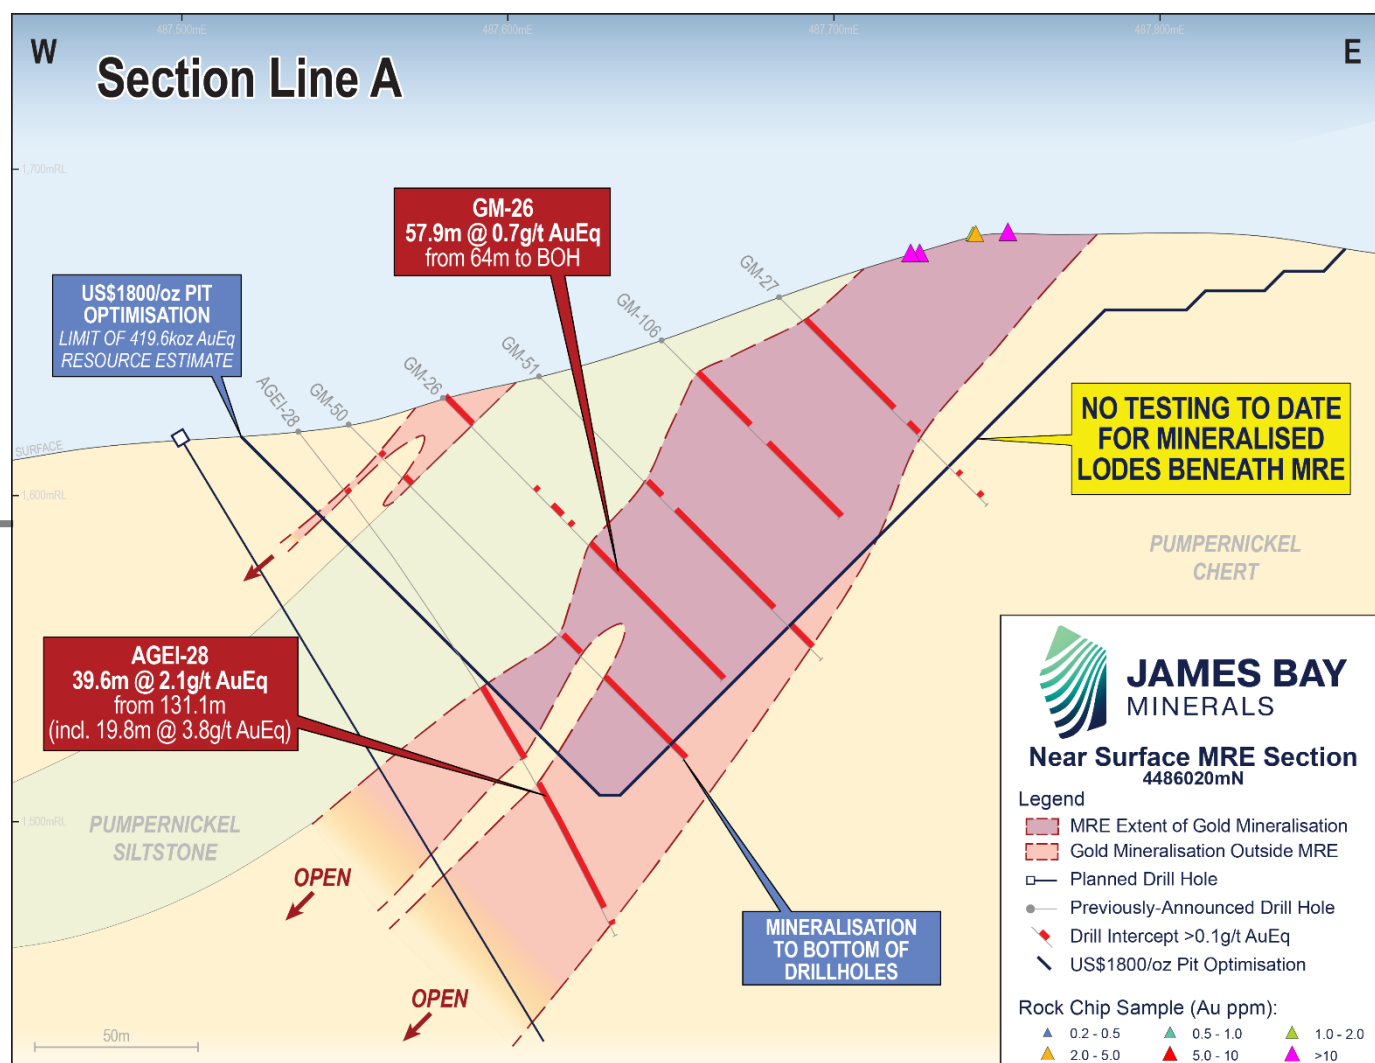 487,500mE
487,600mE
487,700mE
487,800mE
W
E
Section Line A
1,700mRL
GM-26
57.9m @ 0.7g/t AuEq
from 64m to BOH
US$1800/oz PIT
OPTIMISATION
LIMIT OF 419.6koz AuEq
RESOURCE ESTIMATE
GM-27
GM-106
GM-51
GM-26
GM-50
AGEI-28
SURFACE
NO TESTING TO DATE
FOR MINERALISED
LODES BENEATH MRE
1,600mRL
PUMPERNICKEL
CHERT
AGEI-28
39.6m @ 2.1g/t AuEq
from 131.1m
(incl. 19.8m @ 3.8g/t AuEq)
1,500mRL
PUMPERNICKEL
SILTSTONE
OPEN
OPEN
MINERALISATION
TO BOTTOM OF
DRILLHOLES
50m
JAMES BAY
MINERALS
Near Surface MRE Section
4486020mN
Legend
MRE Extent of Gold Mineralisation
Gold Mineralisation Outside MRE
Planned Drill Hole
Previously-Announced Drill Hole
Drill Intercept >0.1g/t AuEq
US$1800/oz Pit Optimisation
Rock Chip Sample (Au ppm):
0.2 - 0.5 0.5 - 1.0 1.0 - 2.0
2.0 - 5.0 5.0 - 10 >10